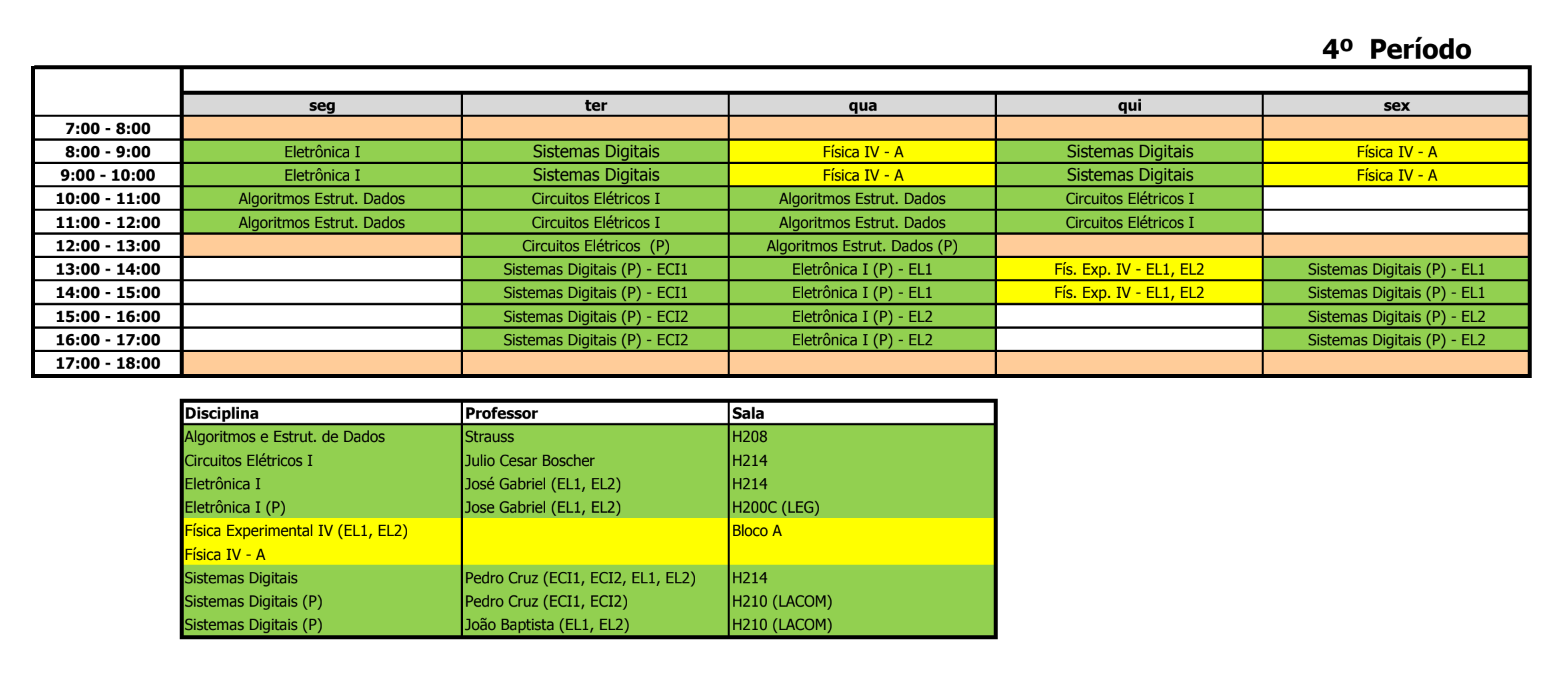 4º Período
seg ter qua qui sex
7:00 - 8:00
8:00 - 9:00 Eletrônica I Sistemas Digitais Física IV - A Sistemas Digitais Física IV - A
9:00 - 10:00 Eletrônica I Sistemas Digitais Física IV - A Sistemas Digitais Física IV - A
10:00 - 11:00 Algoritmos Estrut. Dados Circuitos Elétricos I Algoritmos Estrut. Dados Circuitos Elétricos I
11:00 - 12:00 Algoritmos Estrut. Dados Circuitos Elétricos I Algoritmos Estrut. Dados Circuitos Elétricos I
12:00 - 13:00 Circuitos Elétricos (P) Algoritmos Estrut. Dados (P)
13:00 - 14:00 Sistemas Digitais (P) - ECI1 Eletrônica I (P) - EL1 Fís. Exp. IV - EL1, EL2 Sistemas Digitais (P) - EL1
14:00 - 15:00 Sistemas Digitais (P) - ECI1 Eletrônica I (P) - EL1 Fís. Exp. IV - EL1, EL2 Sistemas Digitais (P) - EL1
15:00 - 16:00 Sistemas Digitais (P) - ECI2 Eletrônica I (P) - EL2 Sistemas Digitais (P) - EL2
16:00 - 17:00 Sistemas Digitais (P) - ECI2 Eletrônica I (P) - EL2 Sistemas Digitais (P) - EL2
17:00 - 18:00
Disciplina Professor Sala
Algoritmos e Estrut. de Dados Strauss H208
Circuitos Elétricos I Julio Cesar Boscher H214
Eletrônica I José Gabriel (EL1, EL2) H214
Eletrônica I (P) Jose Gabriel (EL1, EL2) H200C (LEG)
Física Experimental IV (EL1, EL2) Bloco A
Física IV - A
Sistemas Digitais Pedro Cruz (ECI1, ECI2, EL1, EL2) H214
Sistemas Digitais (P) Pedro Cruz (ECI1, ECI2) H210 (LACOM)
Sistemas Digitais (P) João Baptista (EL1, EL2) H210 (LACOM)